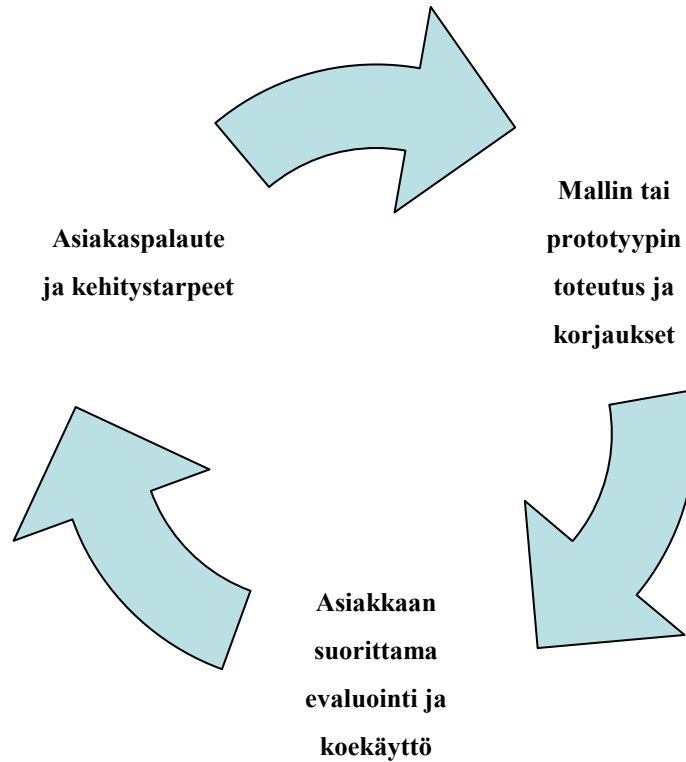 Asiakaspalaute
ja kehitystarpeet
Mallin tai
prototyypin
toteutus ja
korjaukset
Asiakkaan
suorittama
evaluointi ja
koekäyttö